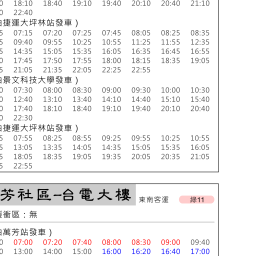 18:10 18:40 19:10 19:40 20:10 20:40 21:10
22:40
捷運大坪林站發車）
07:15 07:20 07:25 07:45 08:05 08:25 08:35
09:40 09:55 10:25 10:55 11:25 11:55 12:35
14:35 15:05 15:35 16:05 16:35 16:45 16:55
17:45 17:50 17:55 18:00 18:15 18:35 19:05
21:05 21:35 22:05 22:25 22:55
景文科技大學發車）
07:30 08:00 08:30 09:00 09:30 10:00 10:30
12:40 13:10 13:40 14:10 14:40 15:10 15:40
17:40 18:10 18:40 19:10 19:40 20:10 20:40
22:30
捷運大坪林站發車）
07:55 08:25 08:55 09:25 09:55 10:25 10:55
13:05 13:35 14:05 14:35 15:05 15:35 16:05
18:05 18:35 19:05 19:35 20:05 20:35 21:05
22:55
芳社區--台電大樓 東南客運 綠11
衝區：無
萬芳站發車）
07:00 07:20 07:40 08:00 08:30 09:00 09:40
13:00 14:00 15:00 16:00 16:20 16:40 17:00